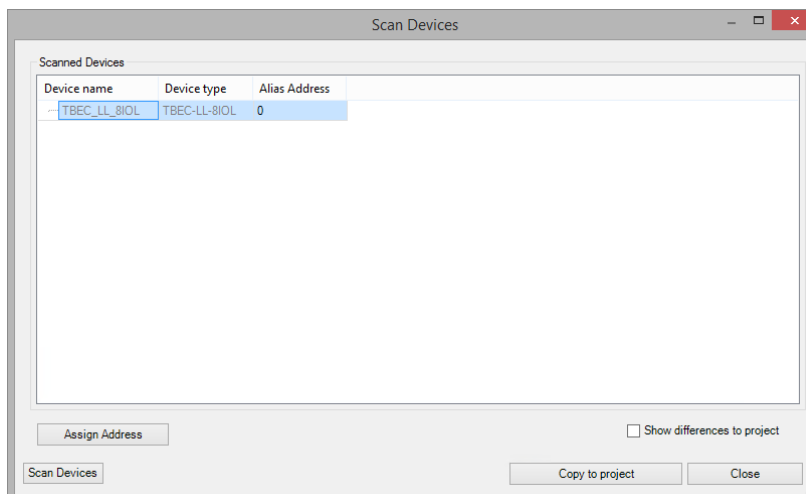 Scan Devices
Scanned Devices
Device name Device type Alias Address
TBEC_LL_8IOL TBEC-LL-8IOL 0
Assign Address Show differences to project
Scan Devices Copy to project Close